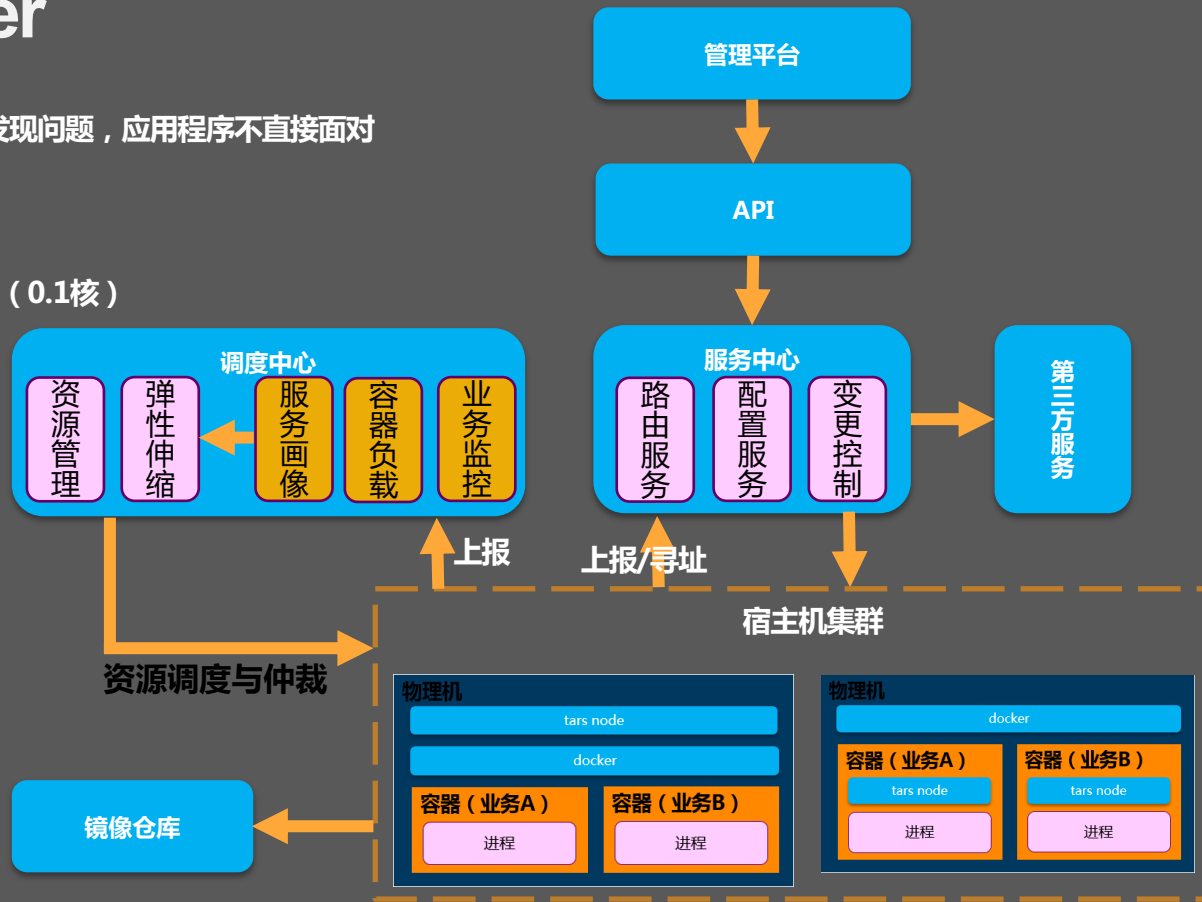 er
发现问题，应用程序不直接面对
（0.1核）
管理平台
API
调度中心
资源管理
弹性伸缩
服务画像
容器负载
业务监控
服务中心
路由服务
配置服务
变更控制
第三方服务
上报
上报/寻址
宿主机集群
资源调度与仲裁
物理机
tars node
docker
容器（业务A）
进程
容器（业务B）
进程
物理机
docker
容器（业务A）
tars node
进程
容器（业务B）
tars node
进程
镜像仓库